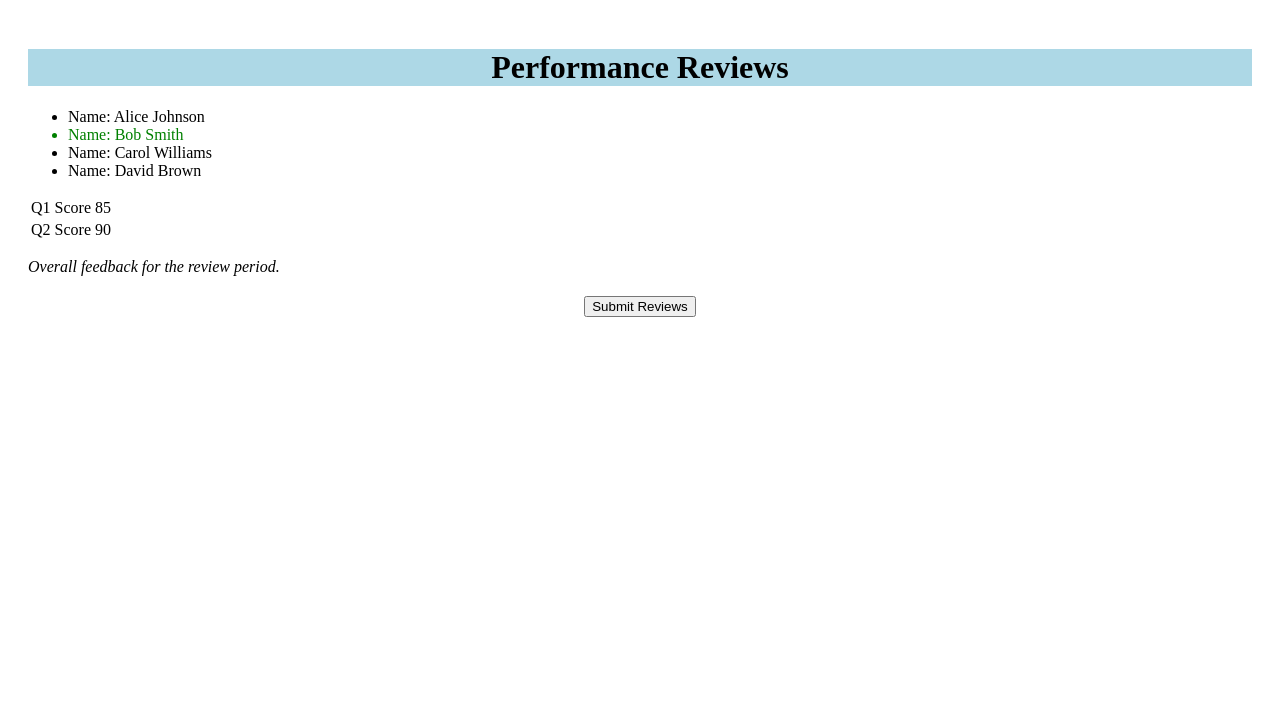 Performance Reviews
Name: Alice Johnson
Name: Bob Smith
Name: Carol Williams
Name: David Brown
Q1 Score 85
Q2 Score 90
Overall feedback for the review period.
Submit Reviews